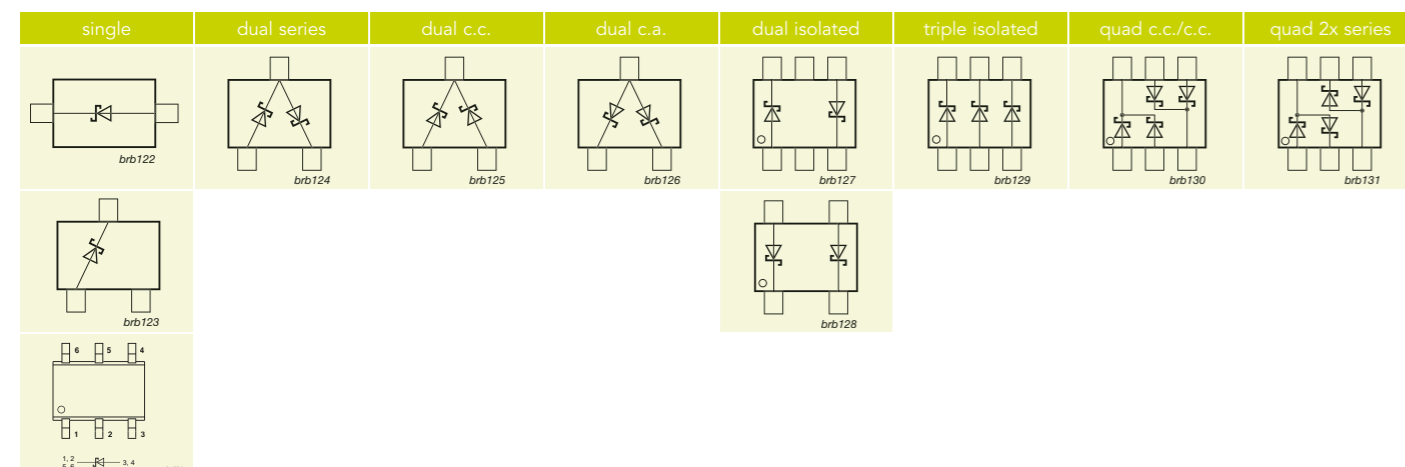 single dual series dual c.c. dual c.a. dual isolated triple isolated quad c.c./c.c. quad 2x series
brb122 brb124 brb125 brb126 brb127 brb129 brb130 brb131
brb123 brb128
6 5 4
1 2 3
1, 2 3, 4
5, 6